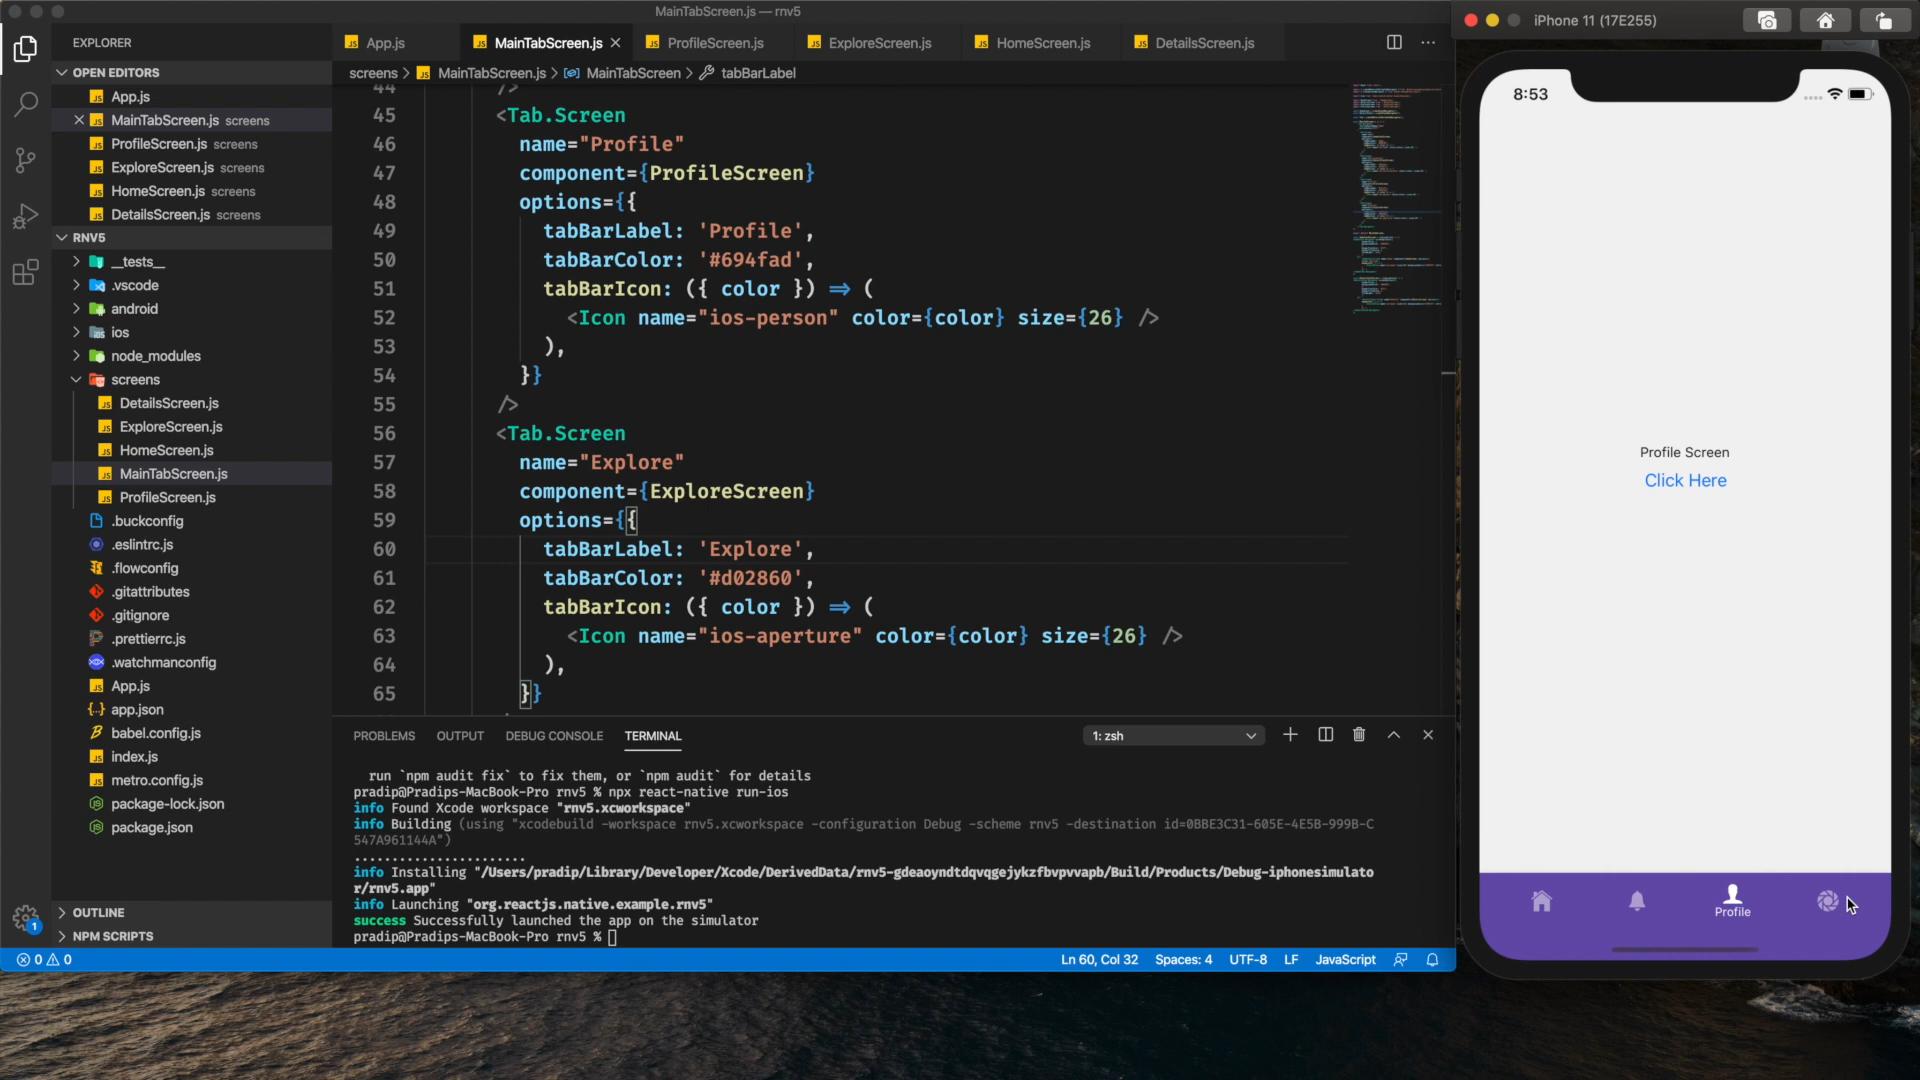 MainTabScreen.js — rnv5
iPhone 11 (17E255)
EXPLORER
App.js
MainTabScreen.js
ProfileScreen.js
ExploreScreen.js
HomeScreen.js
DetailsScreen.js
OPEN EDITORS
screens > MainTabScreen.js > MainTabScreen > tabBarLabel
App.js
MainTabScreen.js screens
ProfileScreen.js screens
ExploreScreen.js screens
HomeScreen.js screens
DetailsScreen.js screens
RNV5
__tests__
.vscode
android
ios
node_modules
screens
DetailsScreen.js
ExploreScreen.js
HomeScreen.js
MainTabScreen.js
ProfileScreen.js
.buckconfig
.eslintrc.js
.flowconfig
.gitattributes
.gitignore
.prettierrc.js
.watchmanconfig
App.js
app.json
babel.config.js
index.js
metro.config.js
package-lock.json
package.json
OUTLINE
NPM SCRIPTS
44 />
45 <Tab.Screen
46 name="Profile"
47 component={ProfileScreen}
48 options={{
49 tabBarLabel: 'Profile',
50 tabBarColor: '#694fad',
51 tabBarIcon: ({ color }) => (
52 <Icon name="ios-person" color={color} size={26} />
53 ),
54 }}
55 />
56 <Tab.Screen
57 name="Explore"
58 component={ExploreScreen}
59 options={{
60 tabBarLabel: 'Explore',
61 tabBarColor: '#d02860',
62 tabBarIcon: ({ color }) => (
63 <Icon name="ios-aperture" color={color} size={26} />
64 ),
65 }}
PROBLEMS OUTPUT DEBUG CONSOLE TERMINAL
1: zsh
run `npm audit fix` to fix them, or `npm audit` for details
pradip@Pradips-MacBook-Pro rnv5 % npx react-native run-ios
info Found Xcode workspace "rnv5.xcworkspace"
info Building (using "xcodebuild -workspace rnv5.xcworkspace -configuration Debug -scheme rnv5 -destination id=0BBE3C31-605E-4E5B-999B-C
547A961144A")
.......................
info Installing "/Users/pradip/Library/Developer/Xcode/DerivedData/rnv5-gdeaoyndtdqvqgejykzfbvpvvapb/Build/Products/Debug-iphonesimulato
r/rnv5.app"
info Launching "org.reactjs.native.example.rnv5"
success Successfully launched the app on the simulator
pradip@Pradips-MacBook-Pro rnv5 %
1
0 0
Ln 60, Col 32 Spaces: 4 UTF-8 LF JavaScript
8:53
Profile Screen
Click Here
Profile